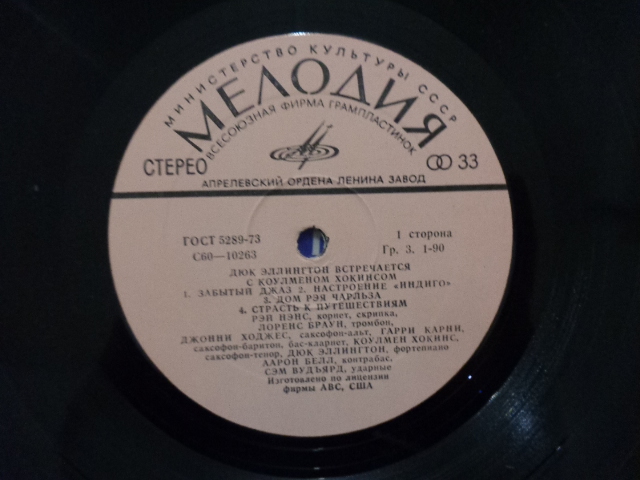 МИНИСТЕРСТВО КУЛЬТУРЫ СССР
МЕЛОДИЯ
ВСЕСОЮЗНАЯ ФИРМА ГРАМПЛАСТИНОК
СТЕРЕО
33
АПРЕЛЕВСКИЙ ОРДЕНА ЛЕНИНА ЗАВОД
ГОСТ 5289-73
1 сторона
С60—10263
Гр. 3. 1-90
ДЮК ЭЛЛИНГТОН ВСТРЕЧАЕТСЯ
С КОУЛМЕНОМ ХОКИНСОМ
1. ЗАБЫТЫЙ ДЖАЗ 2. НАСТРОЕНИЕ «ИНДИГО»
3. ДОМ РЭЯ ЧАРЛЬЗА
4. СТРАСТЬ К ПУТЕШЕСТВИЯМ
РЭЙ НЭНС, корнет, скрипка,
ЛОРЕНС БРАУН, тромбон,
ДЖОННИ ХОДЖЕС, саксофон-альт, ГАРРИ КАРНИ,
саксофон-баритон, бас-кларнет, КОУЛМЕН ХОКИНС,
саксофон-тенор, ДЮК ЭЛЛИНГТОН, фортепиано
ААРОН БЕЛЛ, контрабас,
СЭМ ВУДЬЯРД, ударные
Изготовлено по лицензии
фирмы ABC, США